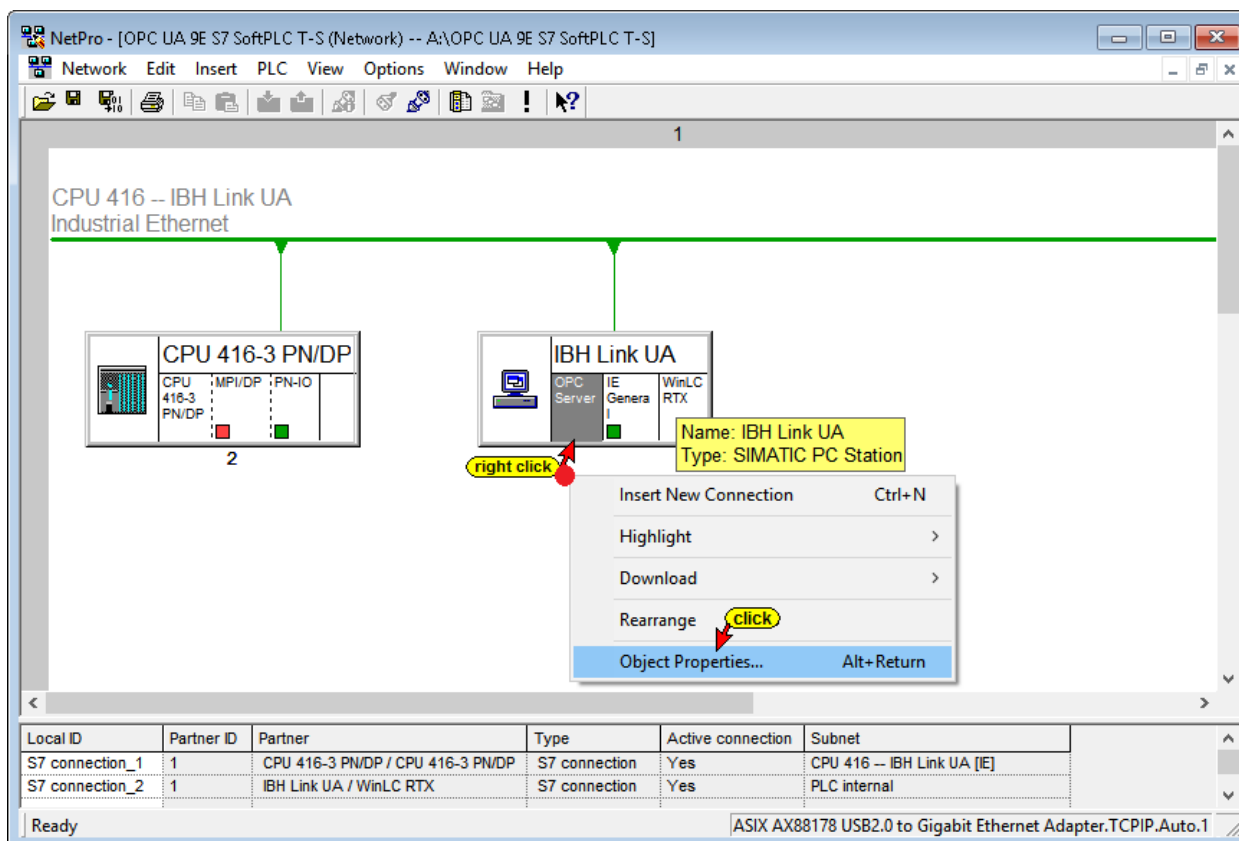 NetPro - [OPC UA 9E S7 SoftPLC T-S (Network) -- A:\OPC UA 9E S7 SoftPLC T-S]
Network Edit Insert PLC View Options Window Help
1
CPU 416 -- IBH Link UA
Industrial Ethernet
CPU 416-3 PN/DP
CPU 416-3 PN/DP
MPI/DP
PN-IO
2
IBH Link UA
OPC Server
IE Genera l
WinLC RTX
Name: IBH Link UA
Type: SIMATIC PC Station
right click
Insert New Connection Ctrl+N
Highlight
Download
Rearrange
click
Object Properties... Alt+Return
Local ID Partner ID Partner Type Active connection Subnet
S7 connection_1 1 CPU 416-3 PN/DP / CPU 416-3 PN/DP S7 connection Yes CPU 416 -- IBH Link UA [IE]
S7 connection_2 1 IBH Link UA / WinLC RTX S7 connection Yes PLC internal
Ready ASIX AX88178 USB2.0 to Gigabit Ethernet Adapter.TCPIP.Auto.1